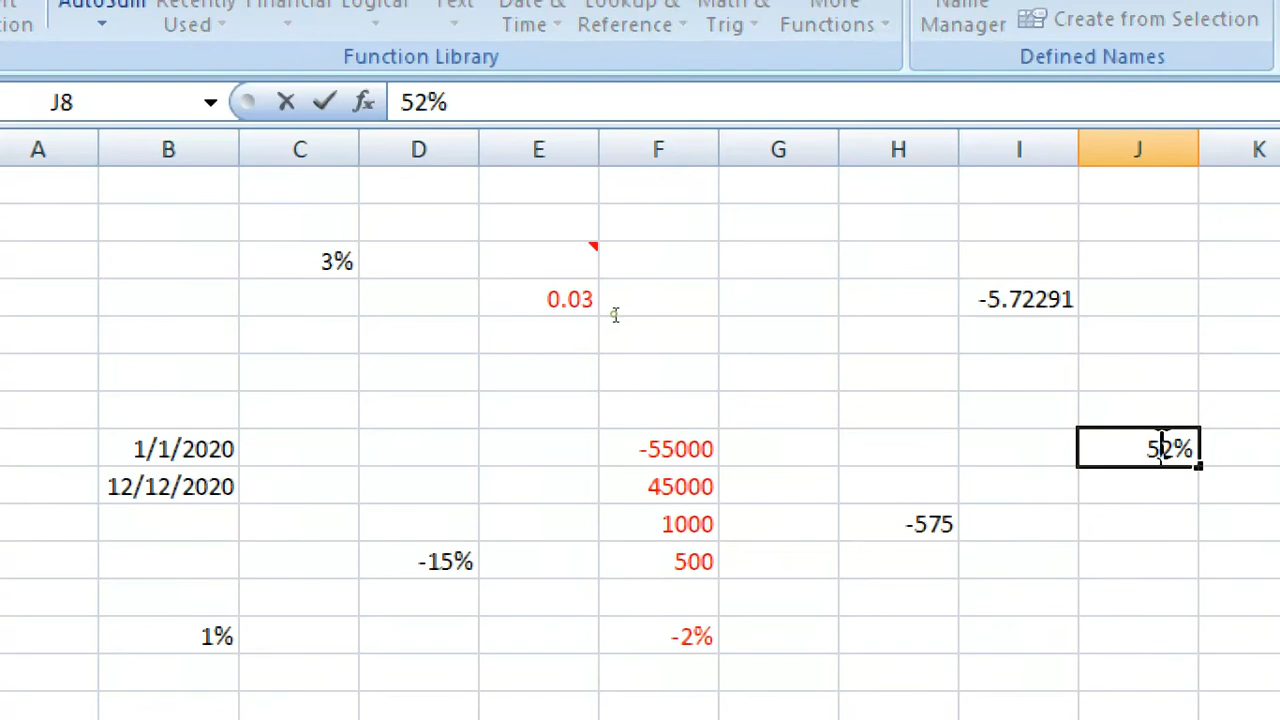 AutoSum Recently Financial Logical Text Date & Lookup & Math & More Name
Used Time Reference Trig Functions Manager Create from Selection
Function Library Defined Names
J8 fx 52%
A B C D E F G H I J K
3%
0.03 -5.72291
1/1/2020 -55000 52%
12/12/2020 45000
1000 -575
-15% 500
1% -2%